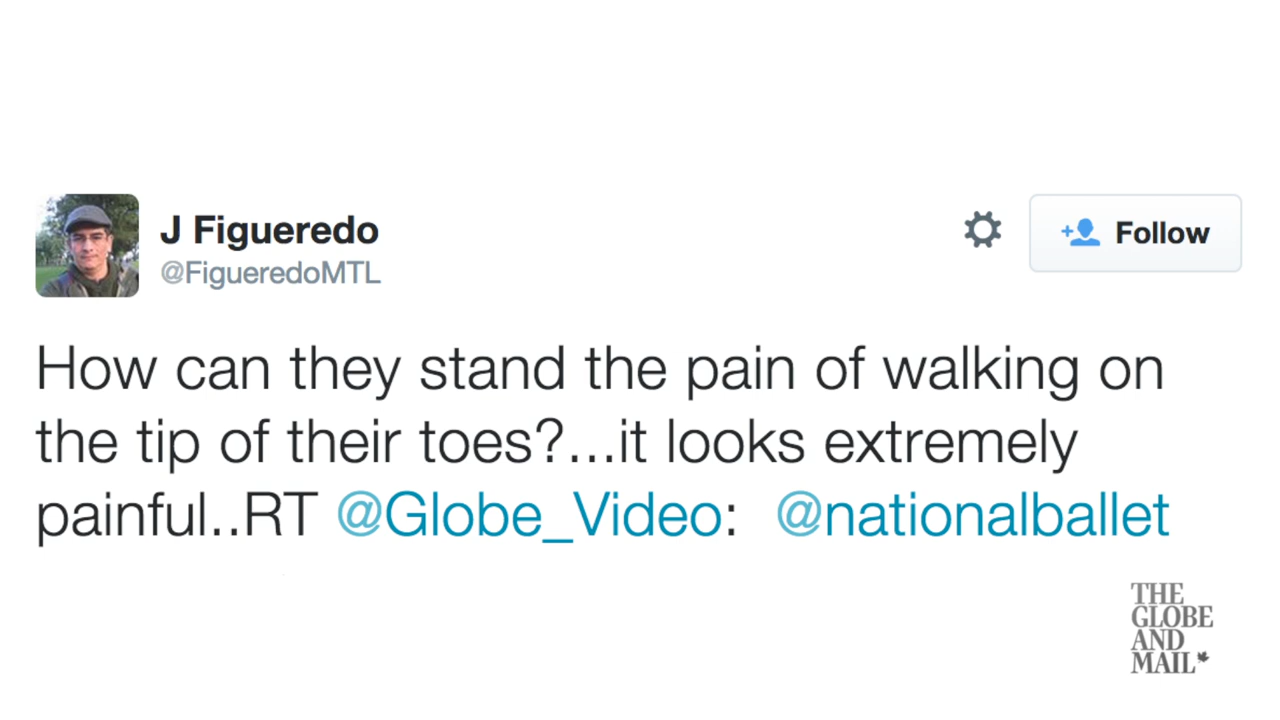 J Figueredo
@FigueredoMTL
Follow
How can they stand the pain of walking on
the tip of their toes?...it looks extremely
painful..RT @Globe_Video: @nationalballet
THE
GLOBE
AND
MAIL